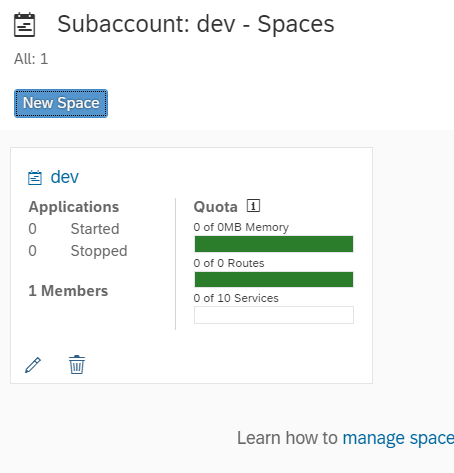 Subaccount: dev - Spaces
All: 1
New Space
dev
Applications
0 Started
0 Stopped
1 Members
Quota
0 of 0MB Memory
0 of 0 Routes
0 of 10 Services
Learn how to manage space